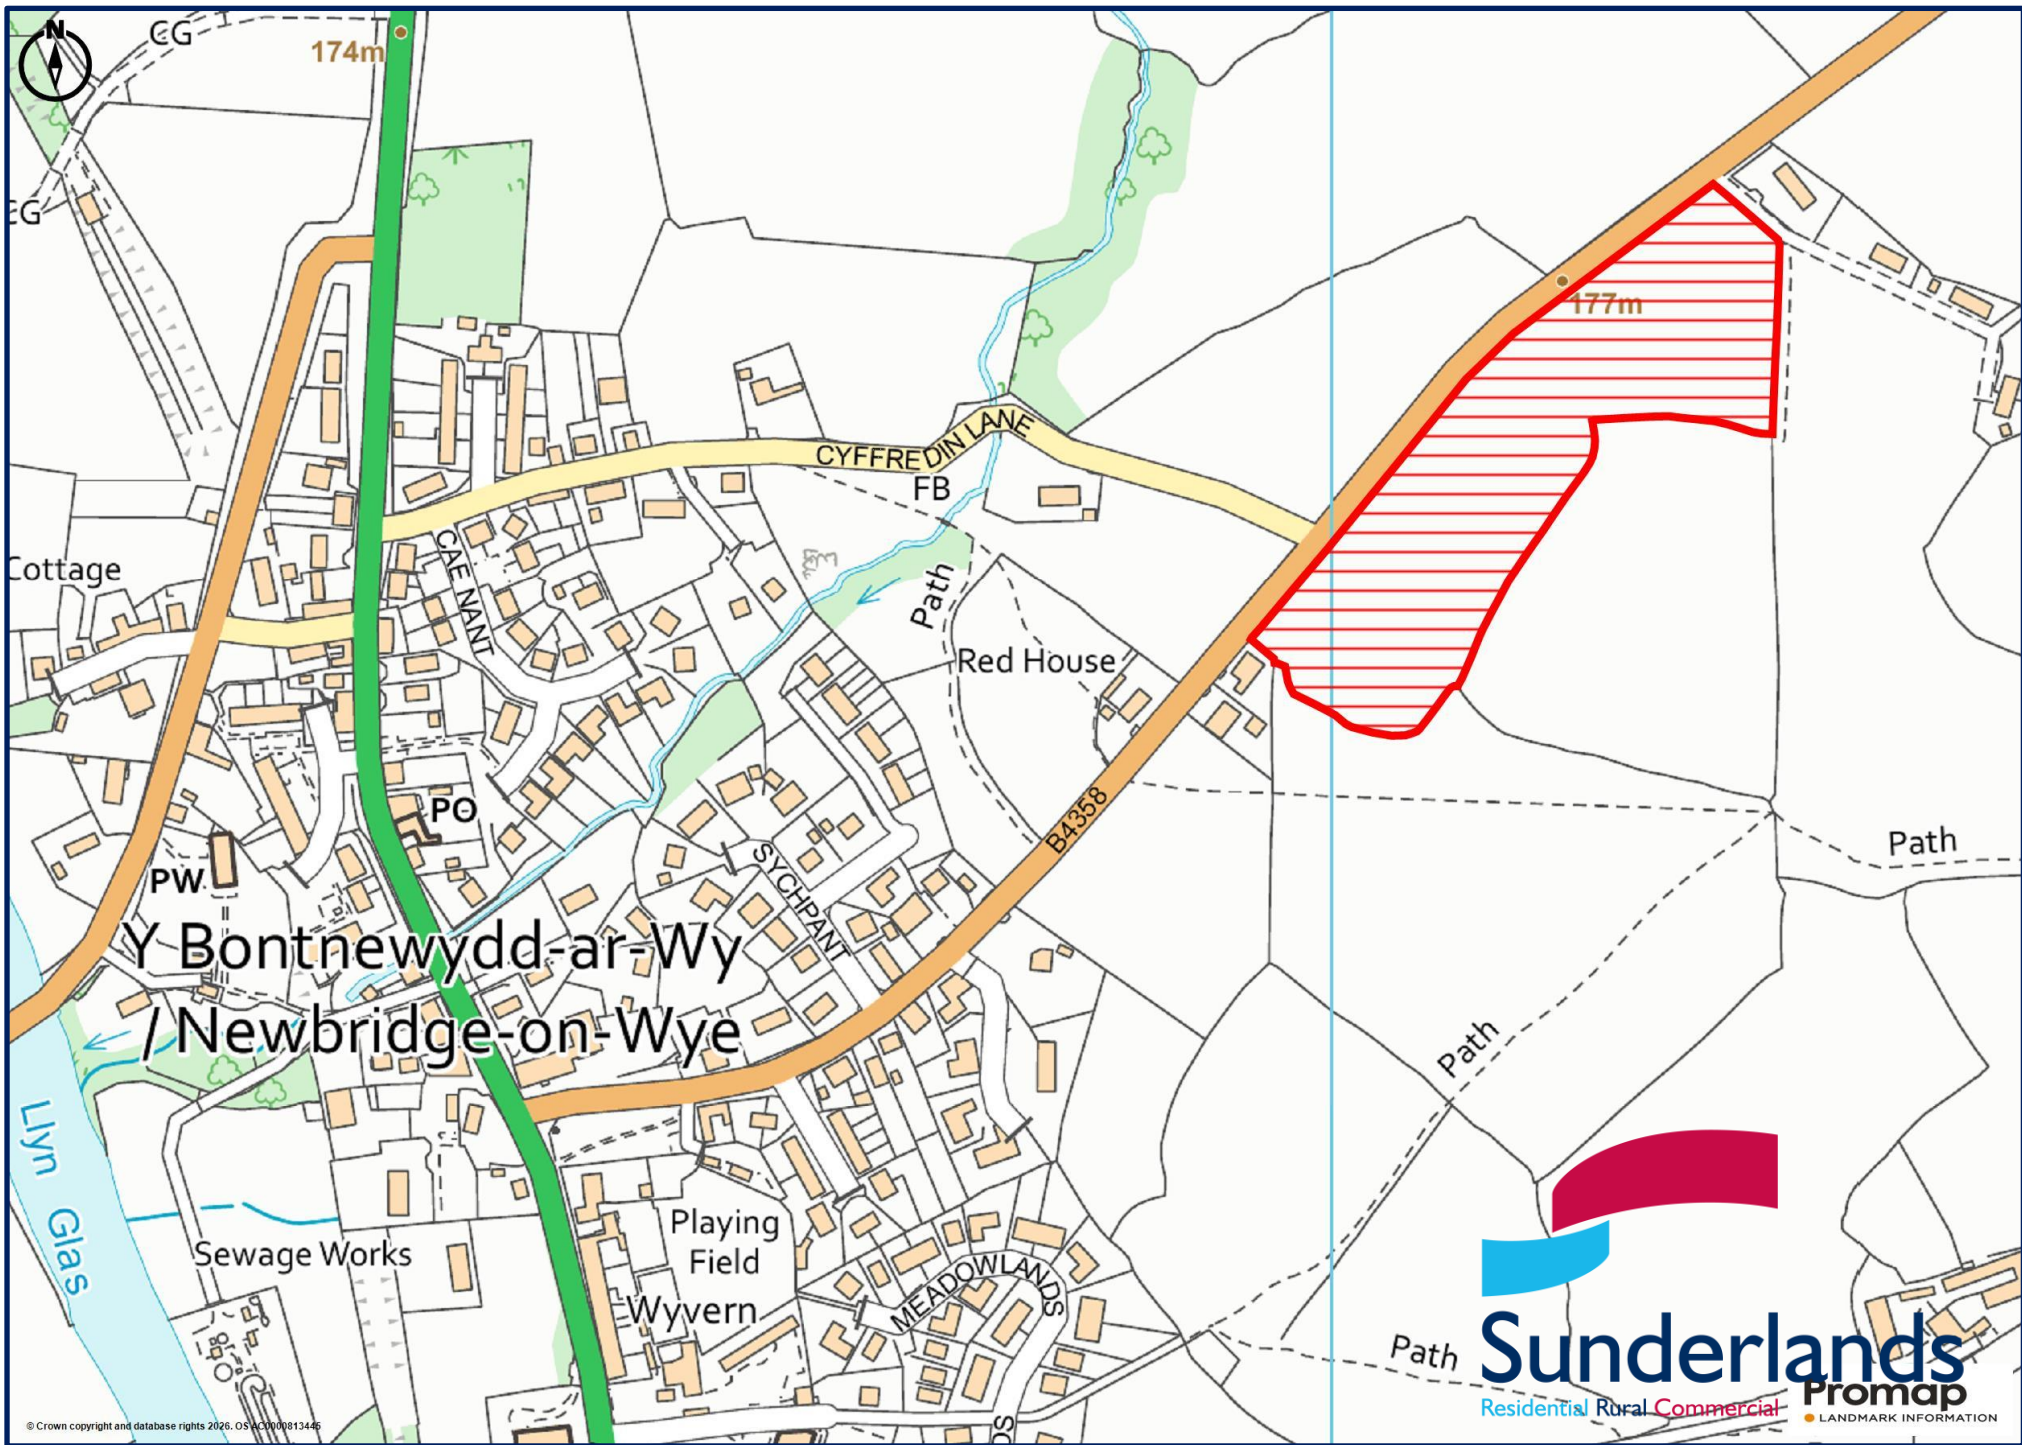 N
CG
174m
CG
177m
CYFFREDIN LANE
FB
CAE NANT
Cottage
Path
Red House
B4358
PO
PW
SYCHPANT
Path
Y Bontnewydd-ar-Wy
/ Newbridge-on-Wye
Path
Llyn Glas
Playing
Field
Sewage Works
Wyvern
MEADOWLANDS
Path
Sunderlands
Residential Rural Commercial
Promap
LANDMARK INFORMATION
© Crown copyright and database rights 2026. OS AC0000813445